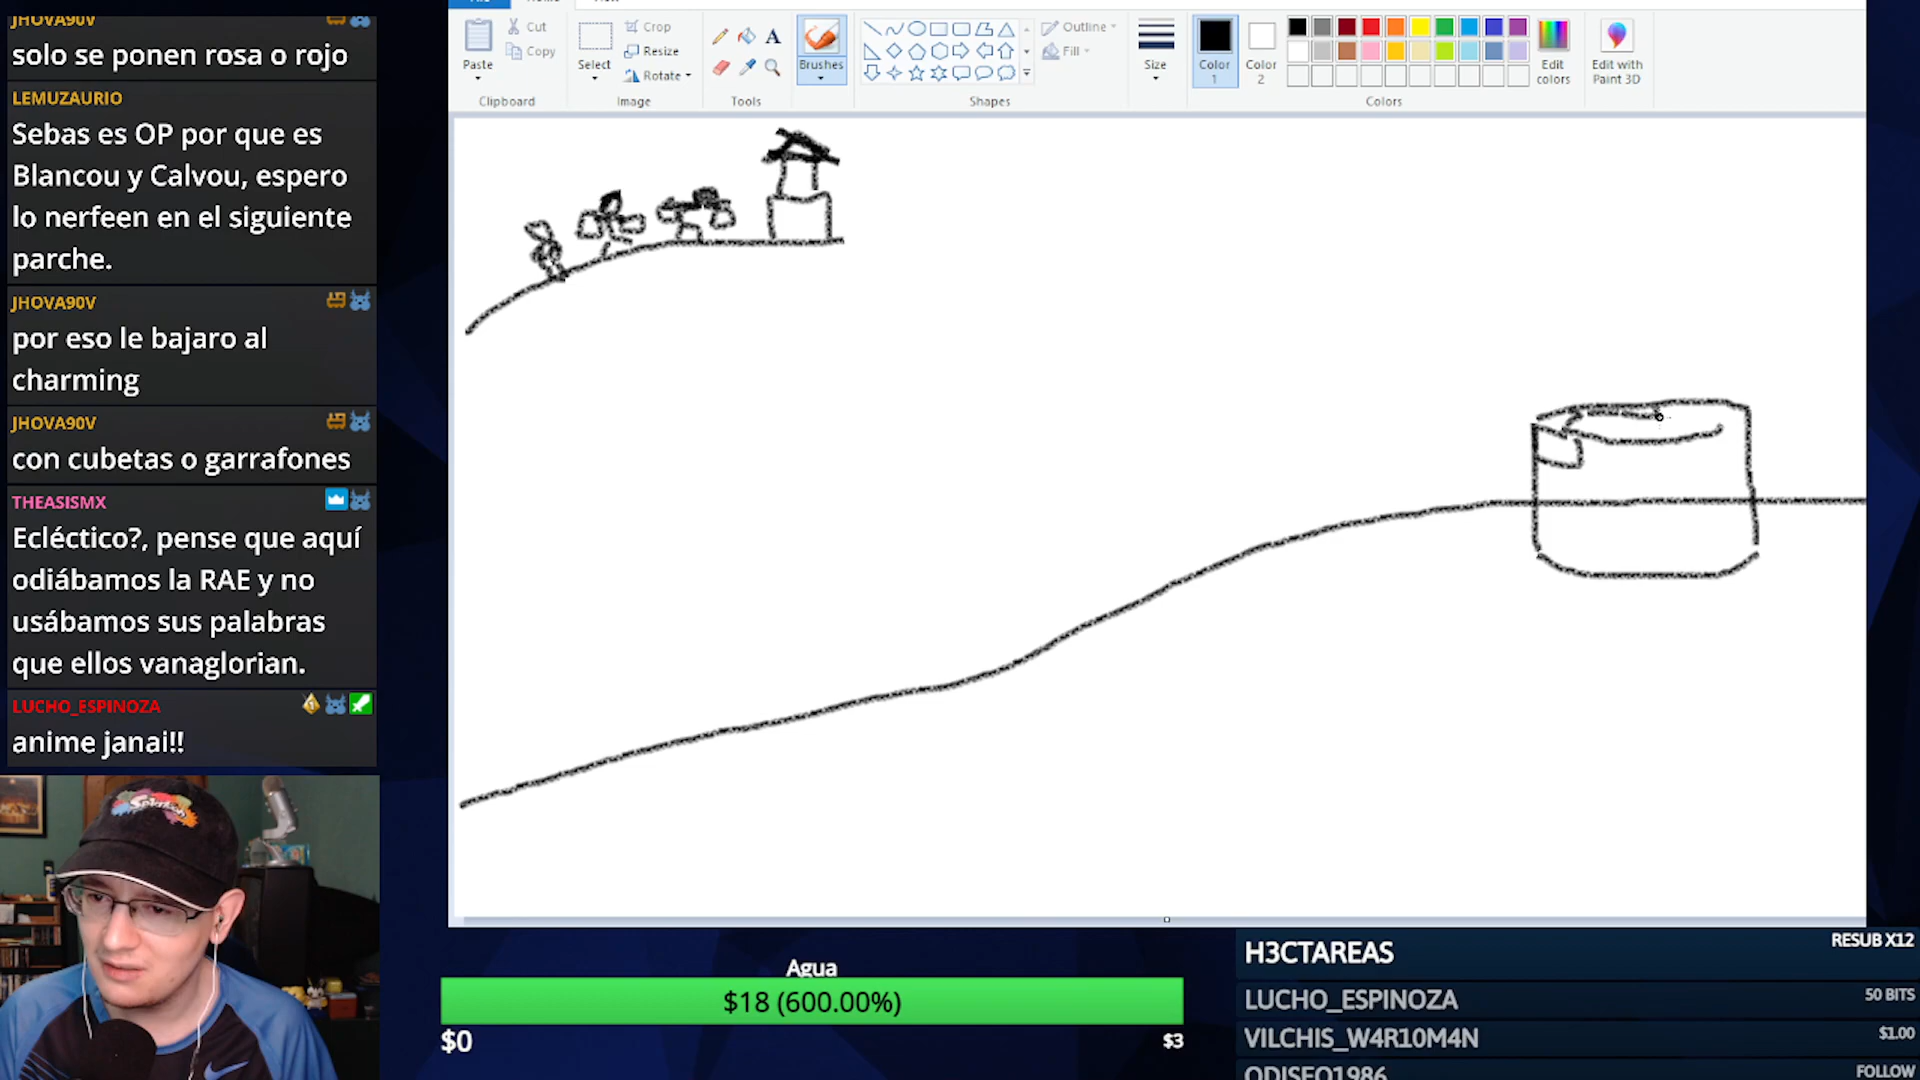 JHOVA90V
solo se ponen rosa o rojo
LEMUZAURIO
Sebas es OP por que es
Blancou y Calvou, espero
lo nerfeen en el siguiente
parche.
JHOVA90V
por eso le bajaro al
charming
JHOVA90V
con cubetas o garrafones
THEASISMX
Ecléctico?, pense que aquí
odiábamos la RAE y no
usábamos sus palabras
que ellos vanaglorian.
LUCHO_ESPINOZA
anime janai!!
Paste
Cut
Copy
Clipboard
Select
Crop
Resize
Rotate
Image
Tools
Brushes
Shapes
Outline
Fill
Size
Color
1
Color
2
Colors
Edit
colors
Edit with
Paint 3D
Agua
$18 (600.00%)
$0
$3
H3CTAREAS
RESUB X12
LUCHO_ESPINOZA
50 BITS
VILCHIS_W4R10M4N
$1.00
ODISEO1986
FOLLOW